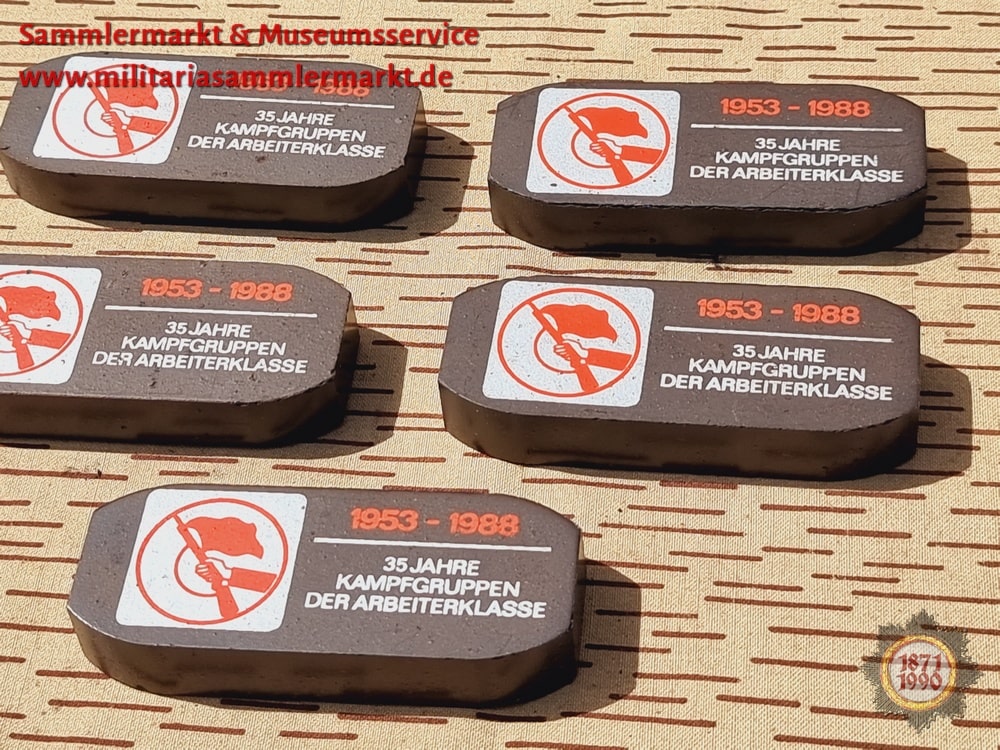 Sammlermarkt & Museumsservice
www.militariasammlermarkt.de
1953 - 1988
35 JAHRE
KAMPFGRUPPEN
DER ARBEITERKLASSE
1953 - 1988
35 JAHRE
KAMPFGRUPPEN
DER ARBEITERKLASSE
1953 - 1988
35 JAHRE
KAMPFGRUPPEN
DER ARBEITERKLASSE
1953 - 1988
35 JAHRE
KAMPFGRUPPEN
DER ARBEITERKLASSE
1953 - 1988
35 JAHRE
KAMPFGRUPPEN
DER ARBEITERKLASSE
1871
1990